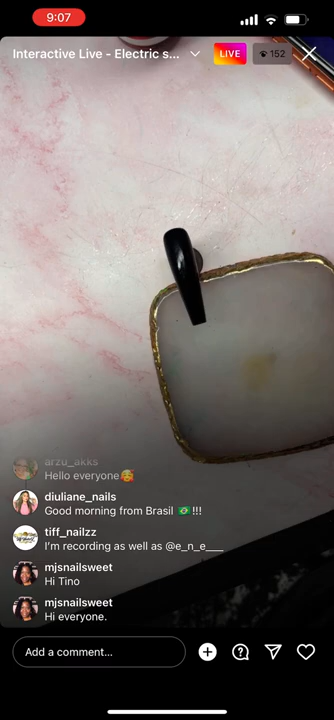 9:07
Interactive Live - Electric s...
LIVE
152
arzu_akks
Hello everyone🥰
diuliane_nails
Good morning from Brasil 🇧🇷 !!!
tiff_nailzz
I'm recording as well as @e_n_e___
mjsnailsweet
Hi Tino
mjsnailsweet
Hi everyone.
Add a comment...